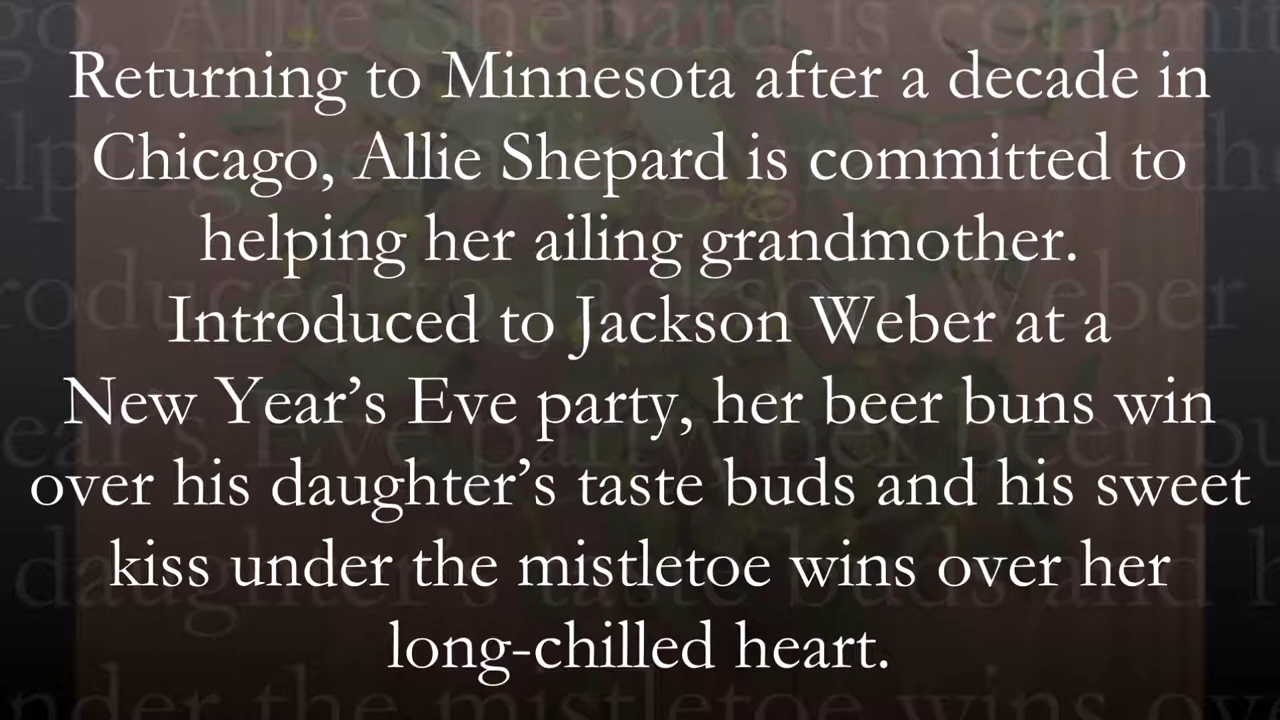 Returning to Minnesota after a decade in
Chicago, Allie Shepard is committed to
helping her ailing grandmother.
Introduced to Jackson Weber at a
New Year’s Eve party, her beer buns win
over his daughter’s taste buds and his sweet
kiss under the mistletoe wins over her
long-chilled heart.